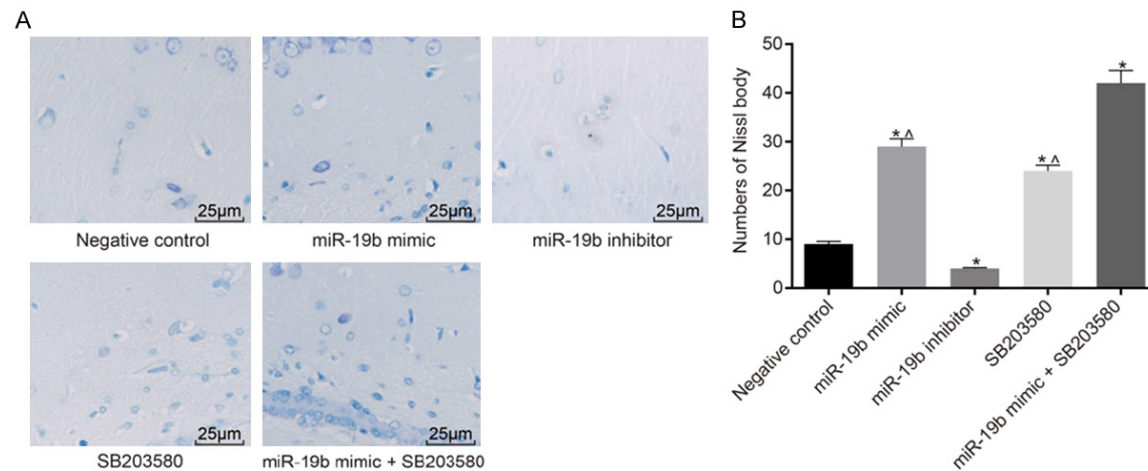 A
25μm
Negative control
25μm
miR-19b mimic
25μm
miR-19b inhibitor
25μm
SB203580
25μm
miR-19b mimic + SB203580
B
Numbers of Nissl body
50
40
30
20
10
0
* ^
*
* ^
*
Negative control
miR-19b mimic
miR-19b inhibitor
SB203580
miR-19b mimic + SB203580